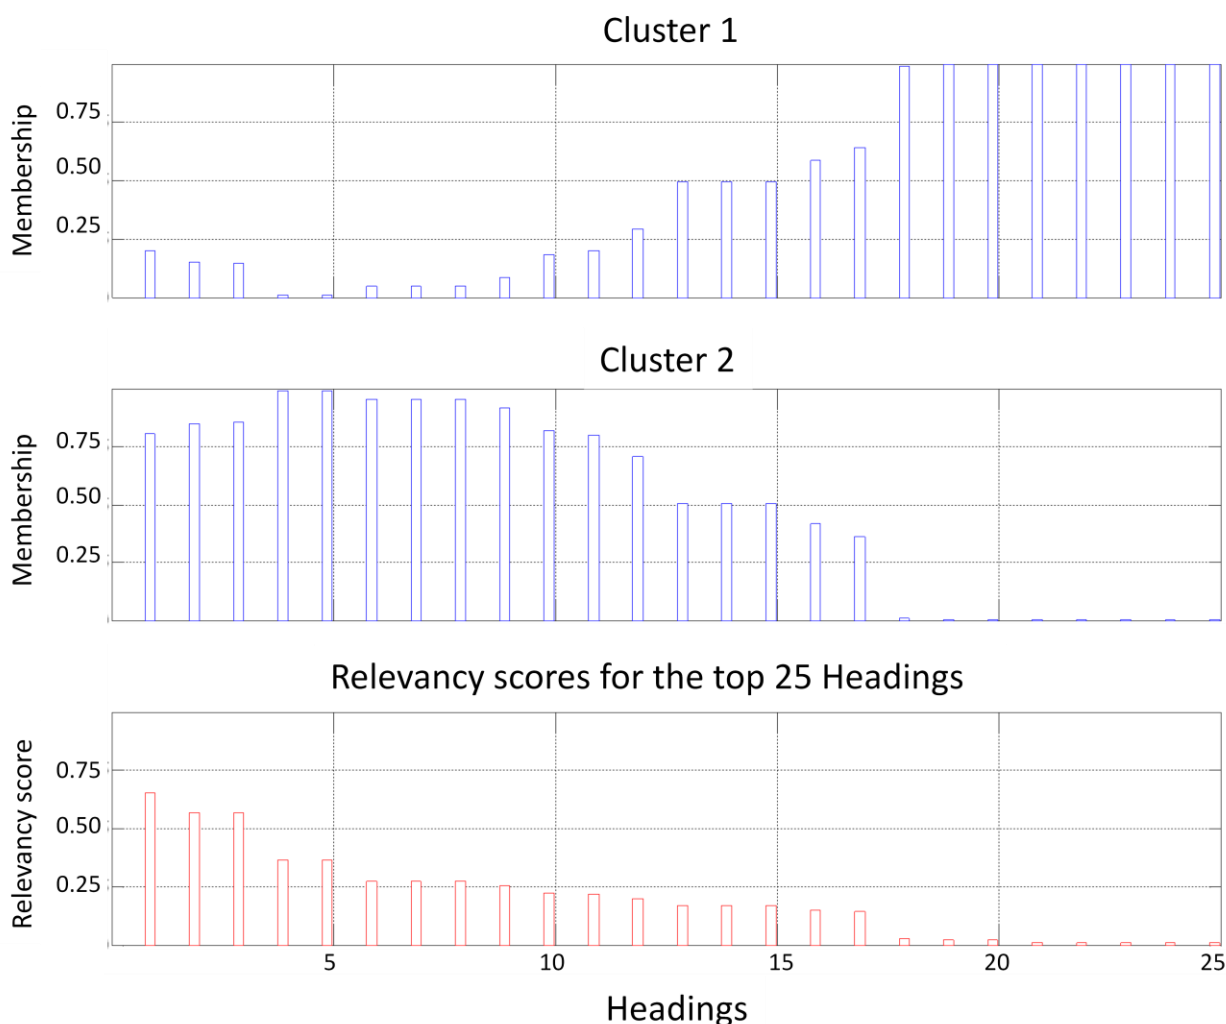 Cluster 1
Membership
0.75
0.50
0.25
Cluster 2
Membership
0.75
0.50
0.25
Relevancy scores for the top 25 Headings
Relevancy score
0.75
0.50
0.25
5 10 15 20 25
Headings